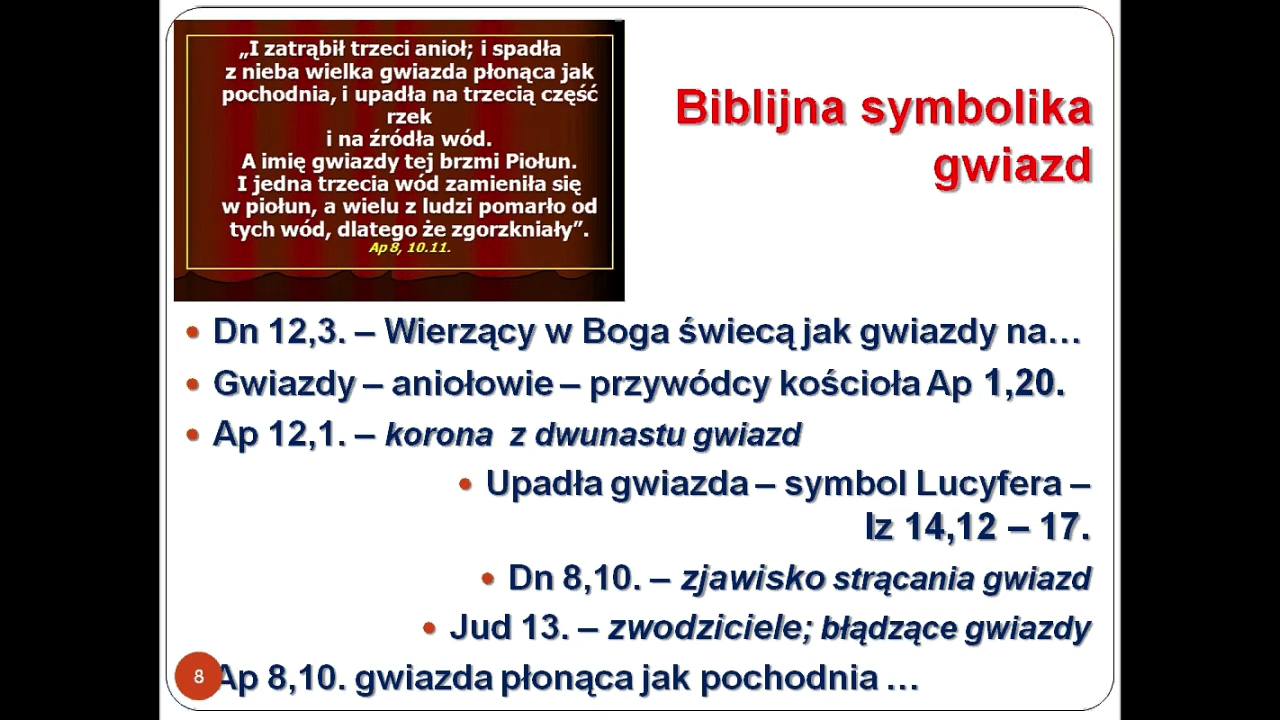 „I zatrąbił trzeci anioł; i spadła
z nieba wielka gwiazda płonąca jak
pochodnia, i upadła na trzecią część
rzek
i na źródła wód.
A imię gwiazdy tej brzmi Piołun.
I jedna trzecia wód zamieniła się
w piołun, a wielu z ludzi pomarło od
tych wód, dlatego że zgorzkniały”.
Ap 8, 10.11.
Biblijna symbolika
gwiazd
• Dn 12,3. – Wierzący w Boga świecą jak gwiazdy na…
• Gwiazdy – aniołowie – przywódcy kościoła Ap 1,20.
• Ap 12,1. – korona z dwunastu gwiazd
• Upadła gwiazda – symbol Lucyfera –
Iz 14,12 – 17.
• Dn 8,10. – zjawisko strącania gwiazd
• Jud 13. – zwodziciele; błądzące gwiazdy
Ap 8,10. gwiazda płonąca jak pochodnia …
8